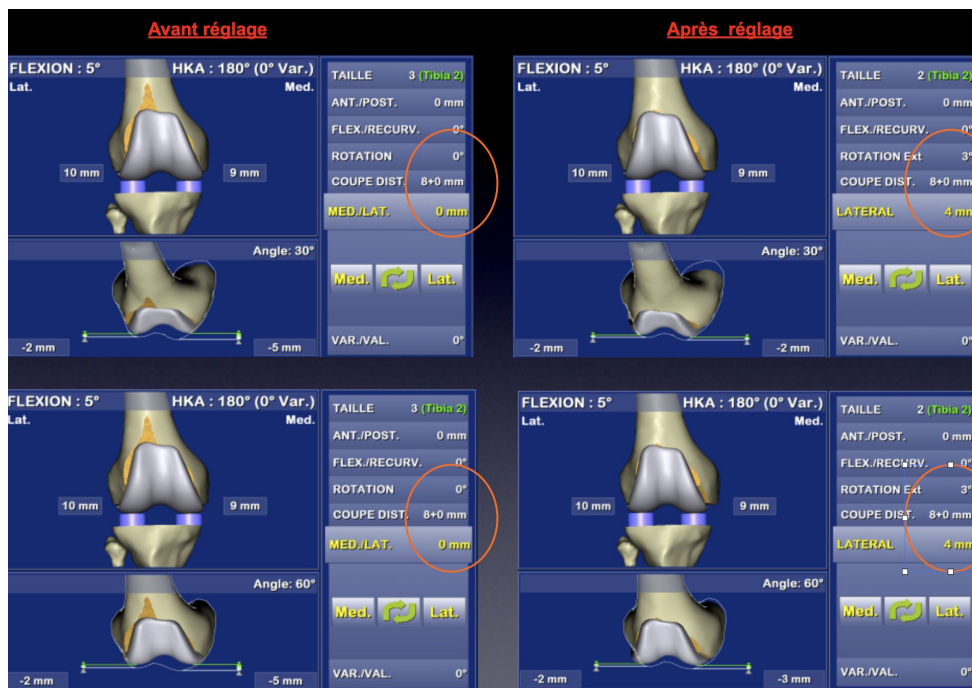 Avant réglage
FLEXION : 5° HKA : 180° (0° Var.)
Lat. Med.
10 mm 9 mm
TAILLE 3 (Tibia 2)
ANT./POST. 0 mm
FLEX./RECURV. 0°
ROTATION 0°
COUPE DIST. 8+0 mm
MED./LAT. 0 mm
Angle: 30°
Med. Lat.
-2 mm -5 mm
VAR./VAL. 0°
Après réglage
FLEXION : 5° HKA : 180° (0° Var.)
Lat. Med.
10 mm 9 mm
TAILLE 2 (Tibia 2)
ANT./POST. 0 mm
FLEX./RECURV. 0°
ROTATION Ext 3°
COUPE DIST. 8+0 mm
LATERAL 4 mm
Angle: 30°
Med. Lat.
-2 mm -2 mm
VAR./VAL. 0°
FLEXION : 5° HKA : 180° (0° Var.)
Lat. Med.
10 mm 9 mm
TAILLE 3 (Tibia 2)
ANT./POST. 0 mm
FLEX./RECURV. 0°
ROTATION 0°
COUPE DIST. 8+0 mm
MED./LAT. 0 mm
Angle: 60°
Med. Lat.
-2 mm -5 mm
VAR./VAL. 0°
FLEXION : 5° HKA : 180° (0° Var.)
Lat. Med.
10 mm 9 mm
TAILLE 2 (Tibia 2)
ANT./POST. 0 mm
FLEX./RECURV. 0°
ROTATION Ext 3°
COUPE DIST. 8+0 mm
LATERAL 4 mm
Angle: 60°
Med. Lat.
-2 mm -3 mm
VAR./VAL. 0°